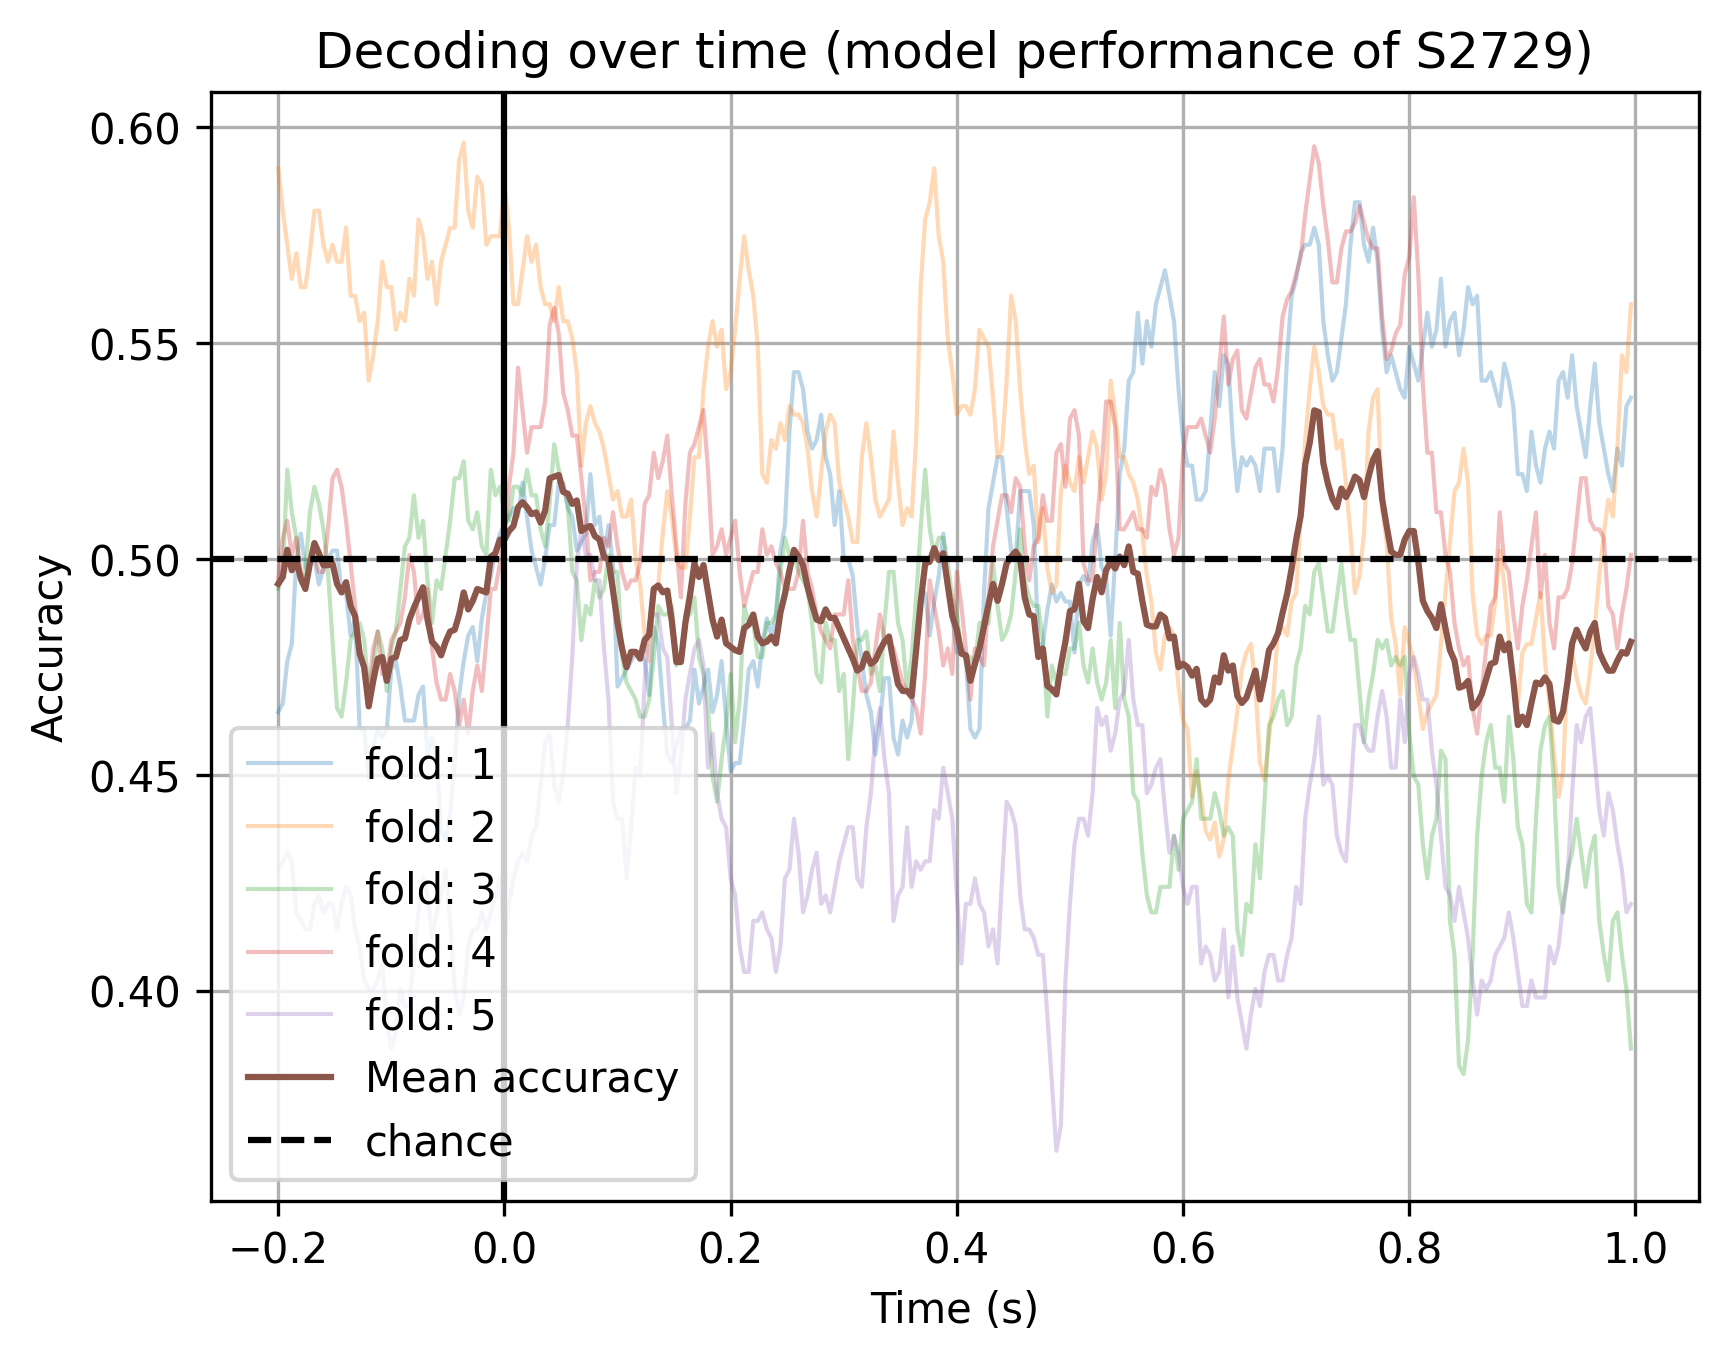 Decoding over time (model performance of S2729)
0.60
0.55
0.50
0.45
0.40
Accuracy
fold: 1
fold: 2
fold: 3
fold: 4
fold: 5
Mean accuracy
chance
−0.2 0.0 0.2 0.4 0.6 0.8 1.0
Time (s)